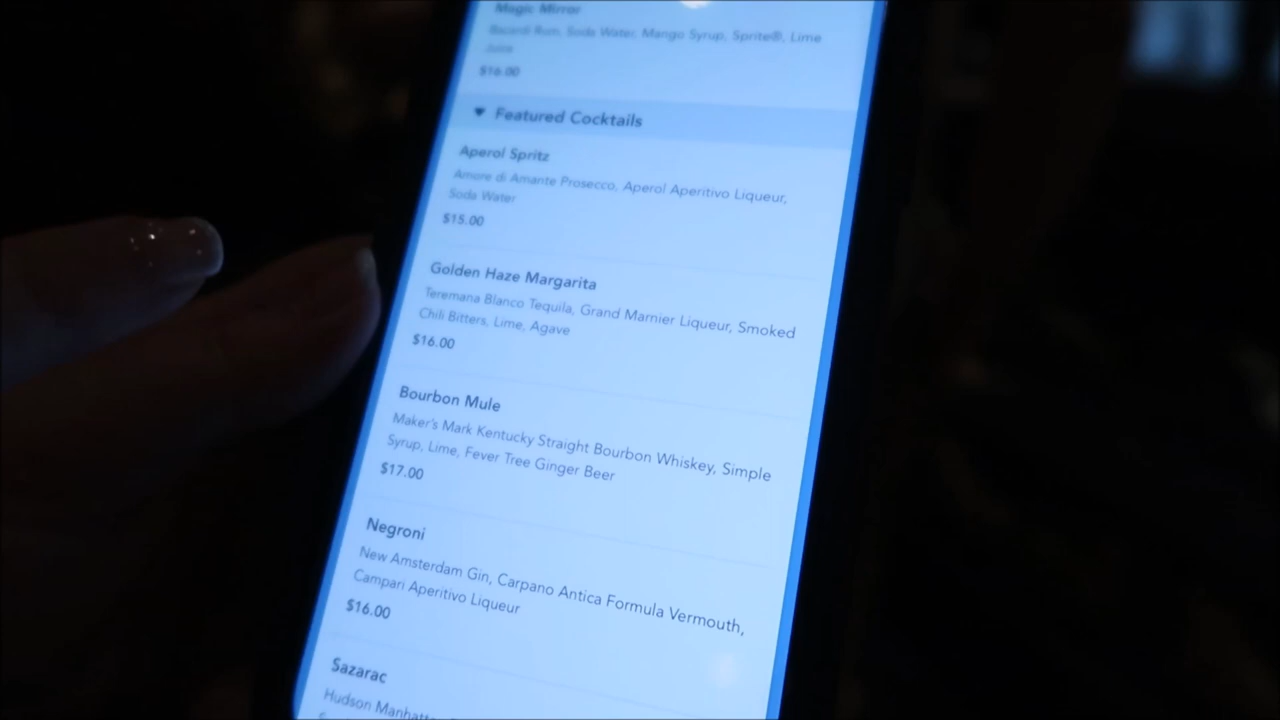 Magic Mirror
Bacardi Rum, Soda Water, Mango Syrup, Sprite®, Lime
Juice
$16.00
Featured Cocktails
Aperol Spritz
Amore di Amante Prosecco, Aperol Aperitivo Liqueur,
Soda Water
$15.00
Golden Haze Margarita
Teremana Blanco Tequila, Grand Marnier Liqueur, Smoked
Chili Bitters, Lime, Agave
$16.00
Bourbon Mule
Maker's Mark Kentucky Straight Bourbon Whiskey, Simple
Syrup, Lime, Fever Tree Ginger Beer
$17.00
Negroni
New Amsterdam Gin, Carpano Antica Formula Vermouth,
Campari Aperitivo Liqueur
$16.00
Sazarac
Hudson